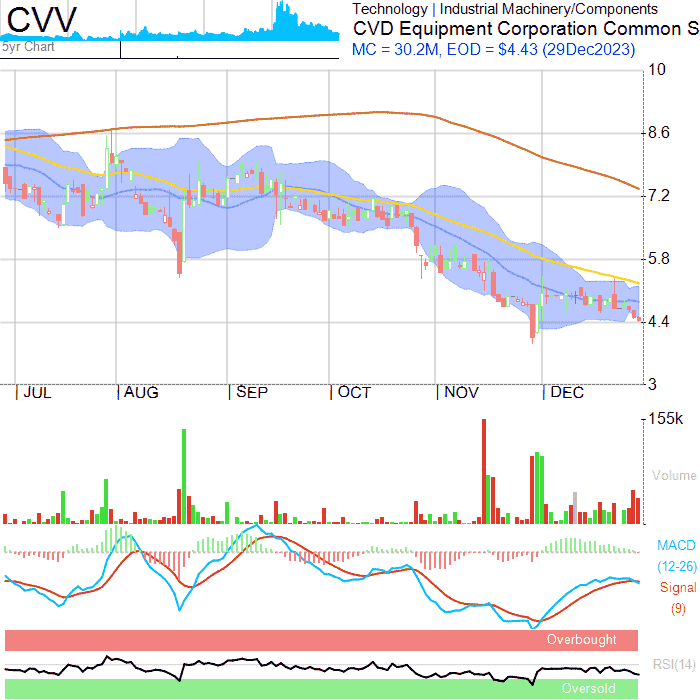 CVV
5yr Chart
Technology | Industrial Machinery/Components
CVD Equipment Corporation Common S
MC = 30.2M, EOD = $4.43 (29Dec2023)
10
8.6
7.2
5.8
4.4
3
JUL AUG SEP OCT NOV DEC
155k
Volume
MACD
(12-26)
Signal
(9)
Overbought
RSI(14)
Oversold